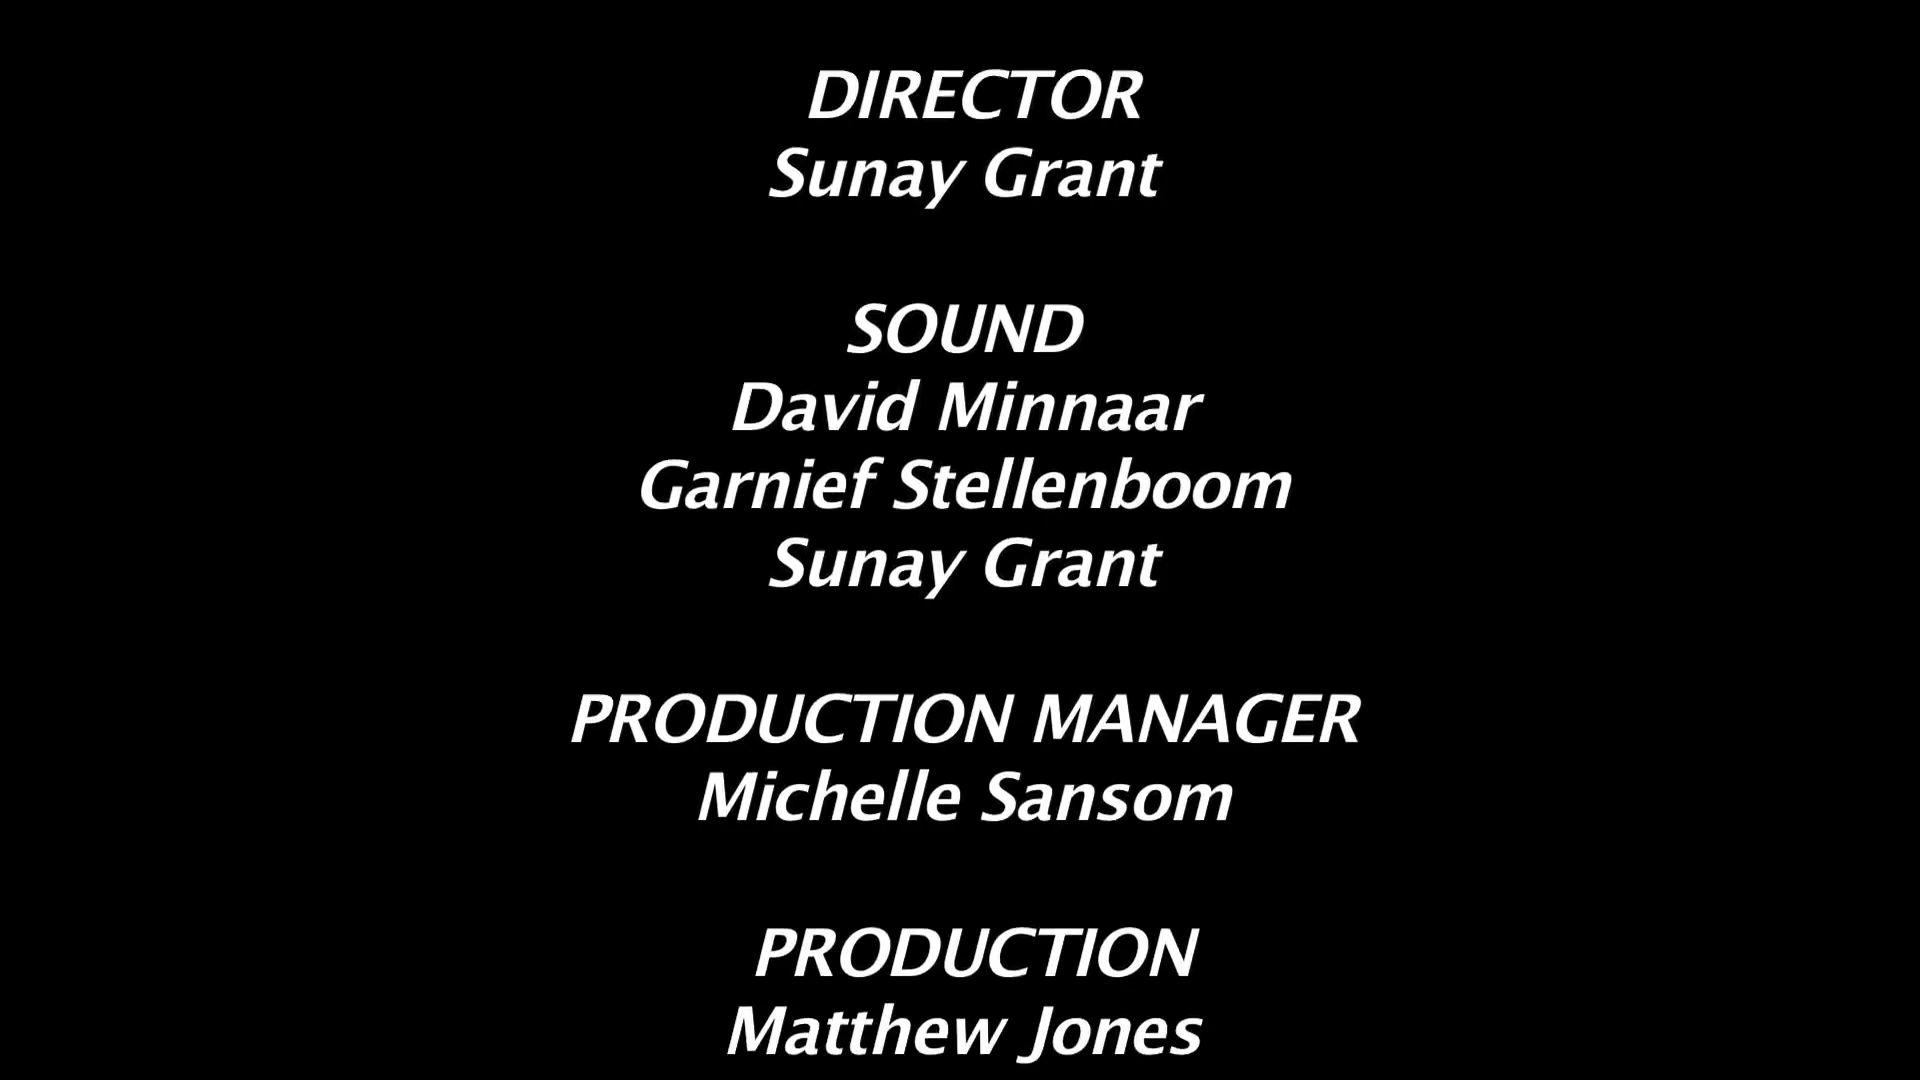 DIRECTOR
Sunay Grant
SOUND
David Minnaar
Garnief Stellenboom
Sunay Grant
PRODUCTION MANAGER
Michelle Sansom
PRODUCTION
Matthew Jones